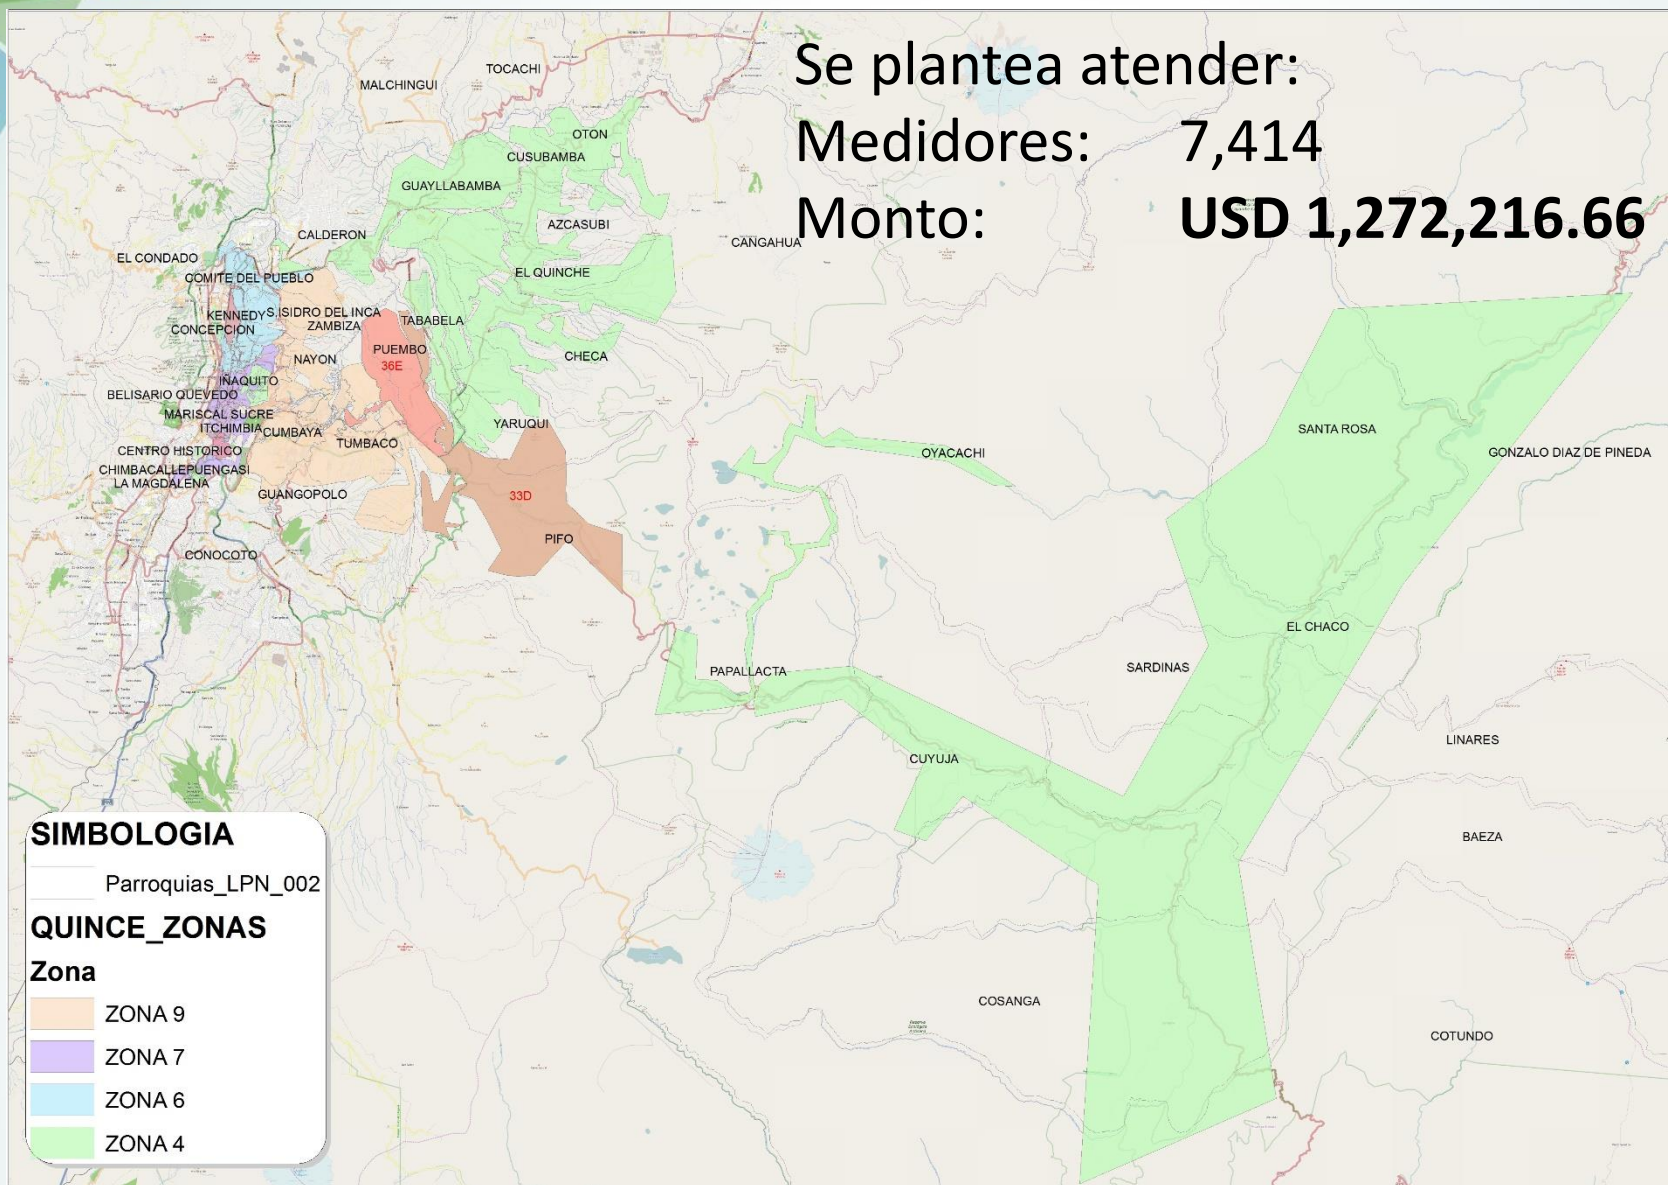 Se plantea atender:
Medidores: 7,414
Monto: USD 1,272,216.66
TOCACHI
MALCHINGUI
OTON
CUSUBAMBA
GUAYLLABAMBA
AZCASUBI
CALDERON
CANGAHUA
EL CONDADO
COMITE DEL PUEBLO
EL QUINCHE
KENNEDY
S.ISIDRO DEL INCA
CONCEPCION
ZAMBIZA
TABABELA
PUEMBO
36E
NAYON
CHECA
IÑAQUITO
BELISARIO QUEVEDO
MARISCAL SUCRE
ITCHIMBIA
CUMBAYA
YARUQUI
SANTA ROSA
TUMBACO
CENTRO HISTORICO
OYACACHI
GONZALO DIAZ DE PINEDA
CHIMBACALLE
PUENGASI
LA MAGDALENA
GUANGOPOLO
33D
PIFO
CONOCOTO
EL CHACO
PAPALLACTA
SARDINAS
LINARES
CUYUJA
BAEZA
COSANGA
COTUNDO
SIMBOLOGIA
Parroquias_LPN_002
QUINCE_ZONAS
Zona
ZONA 9
ZONA 7
ZONA 6
ZONA 4